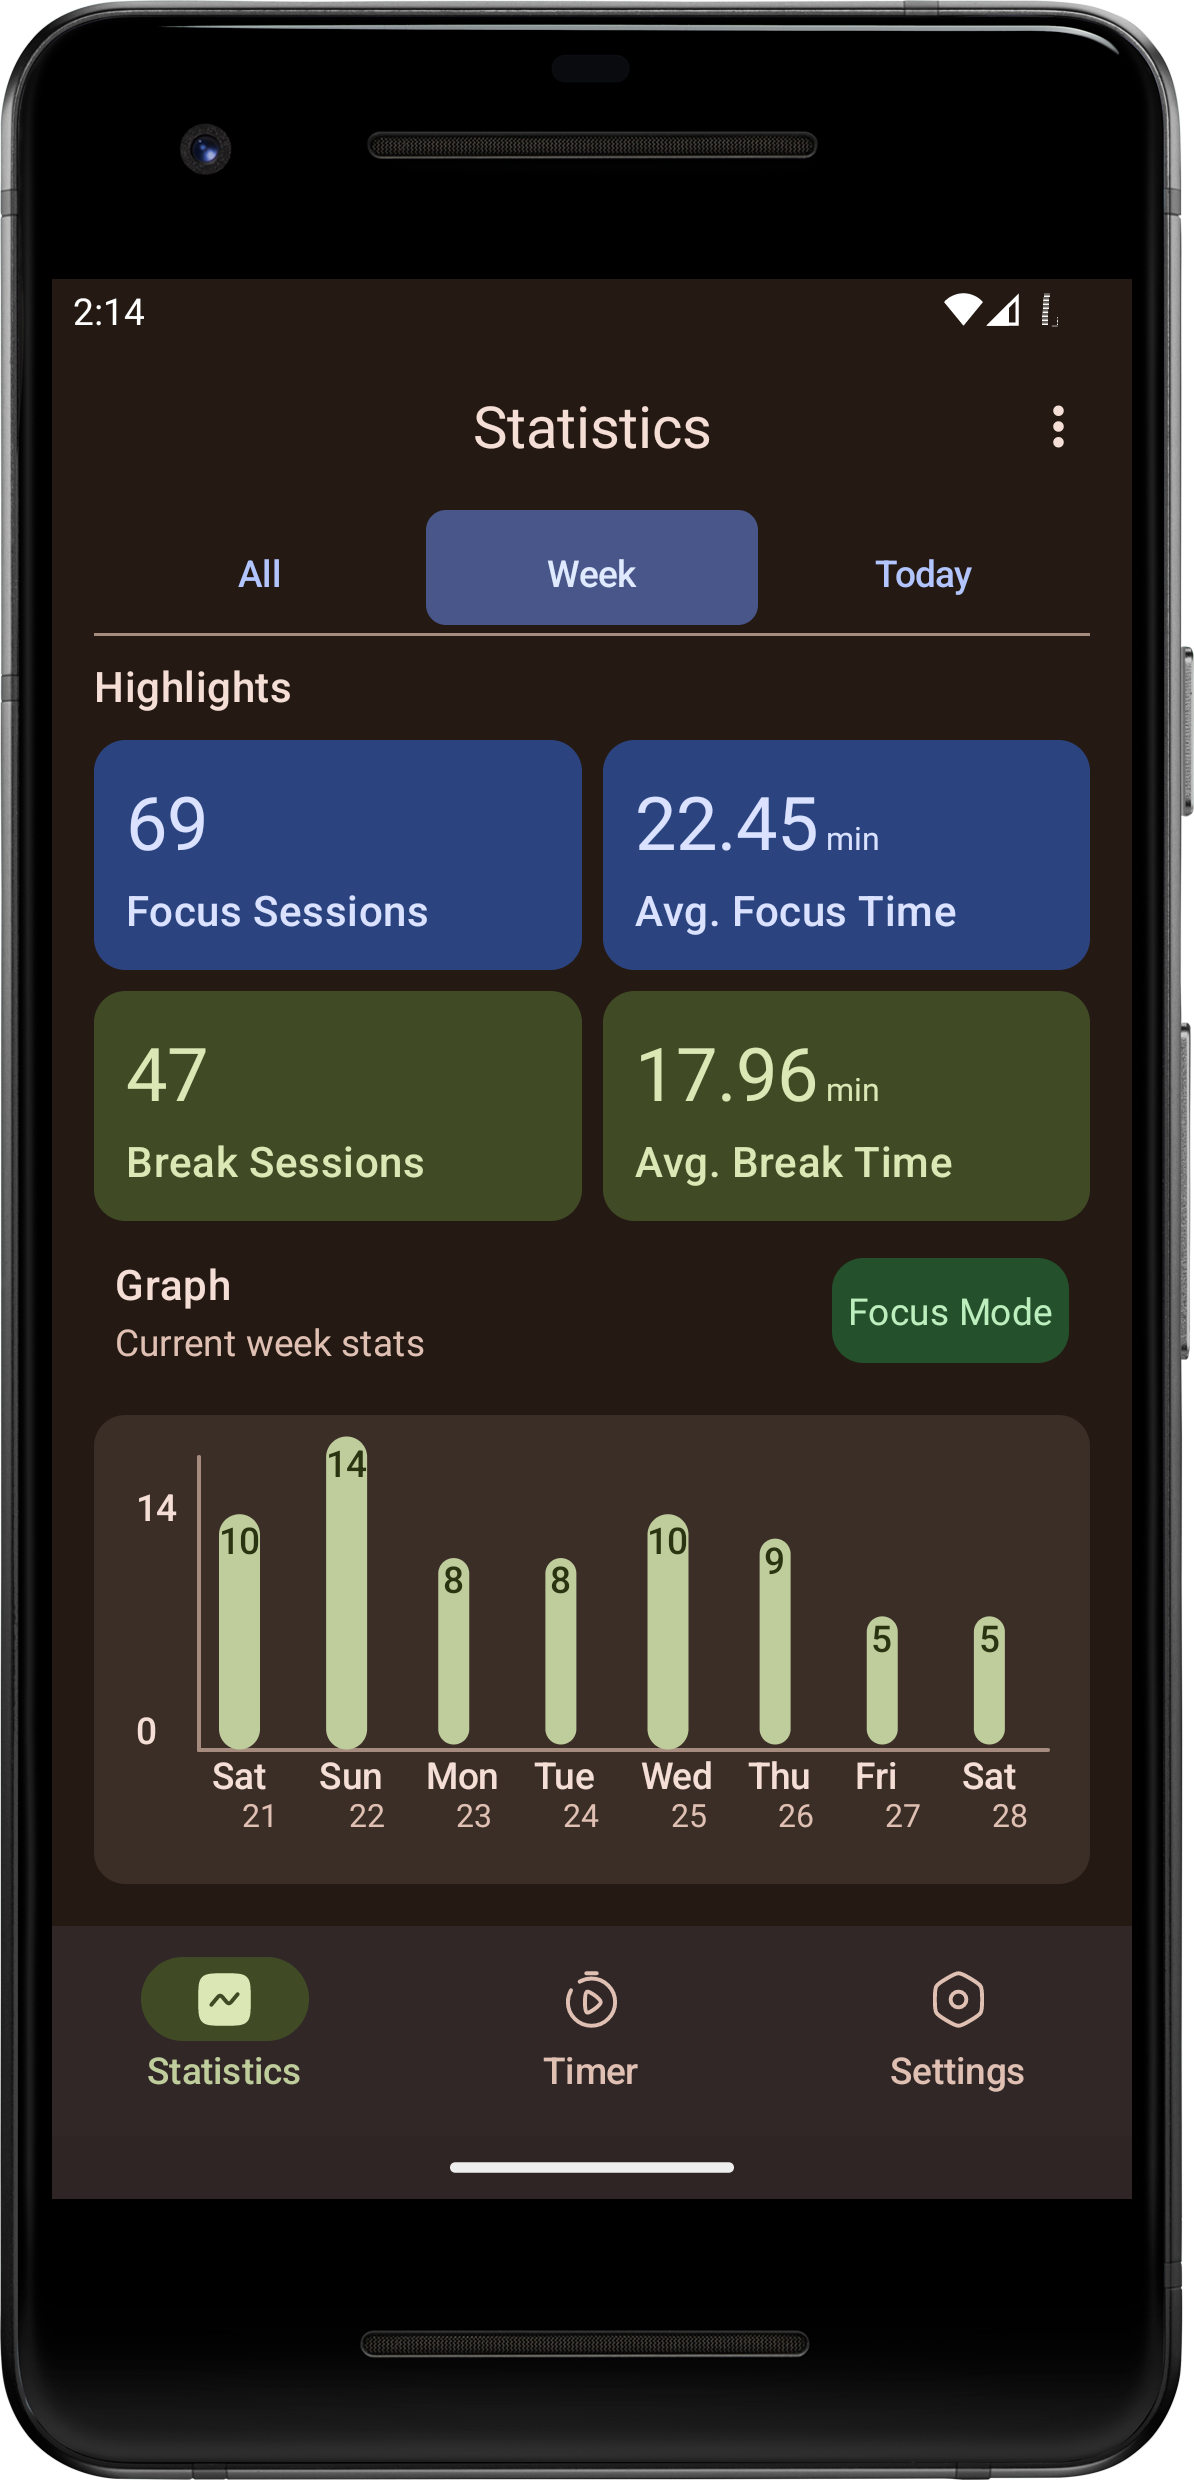 2:14
Statistics
All Week Today
Highlights
69
Focus Sessions
22.45 min
Avg. Focus Time
47
Break Sessions
17.96 min
Avg. Break Time
Graph
Current week stats
Focus Mode
14
0
10 14 8 8 10 9 5 5
Sat Sun Mon Tue Wed Thu Fri Sat
21 22 23 24 25 26 27 28
Statistics Timer Settings